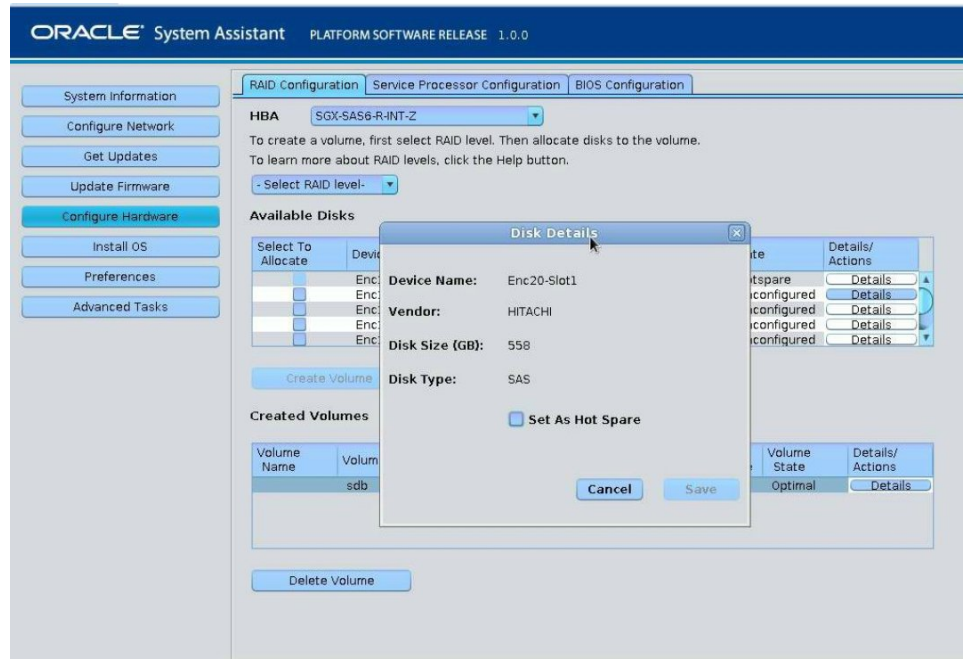 ORACLE® System Assistant PLATFORM SOFTWARE RELEASE 1.0.0
System Information
Configure Network
Get Updates
Update Firmware
Configure Hardware
Install OS
Preferences
Advanced Tasks
RAID Configuration Service Processor Configuration BIOS Configuration
HBA SGX-SAS6-R-INT-Z
To create a volume, first select RAID level. Then allocate disks to the volume.
To learn more about RAID levels, click the Help button.
- Select RAID level-
Available Disks
Select To Allocate Details/ Actions
Details
Details
Details
Details
Details
Create Volume
Disk Details
Device Name: Enc20-Slot1
Vendor: HITACHI
Disk Size (GB): 558
Disk Type: SAS
Set As Hot Spare
Cancel Save
Created Volumes
Volume Name Volume State Details/ Actions
sdb Optimal Details
Delete Volume